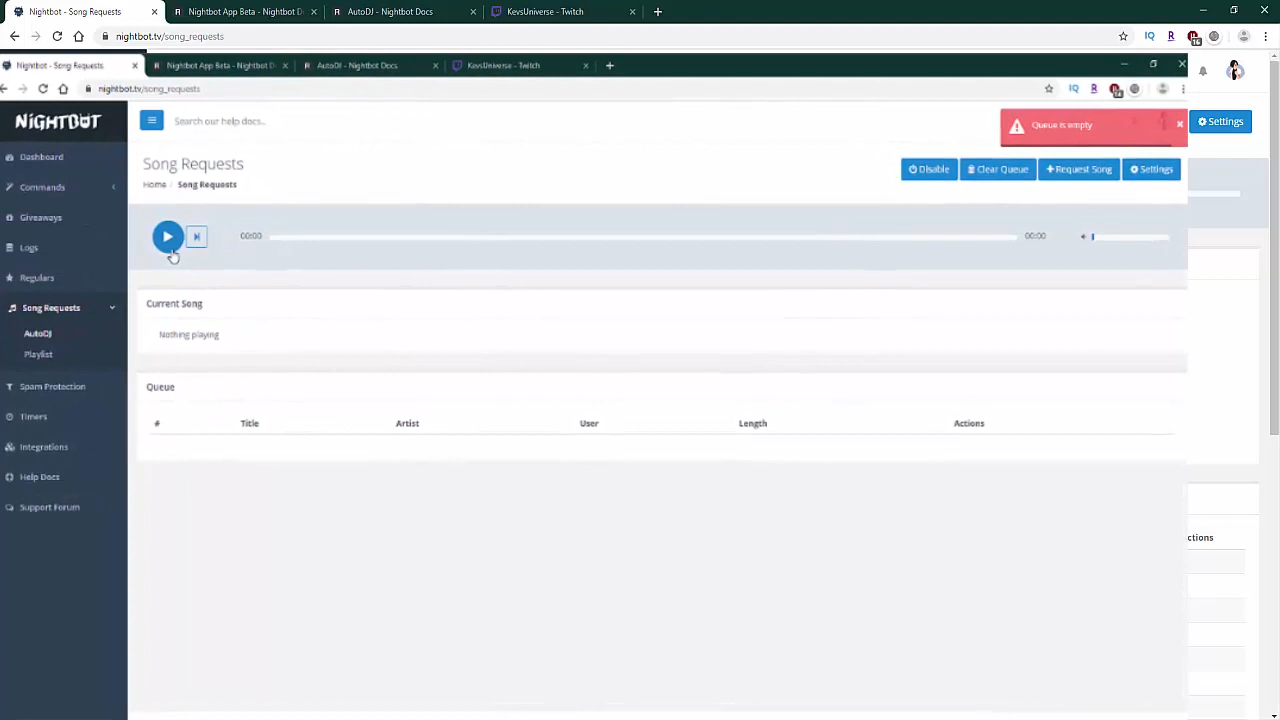 Nightbot - Song Requests
Nightbot App Beta - Nightbot D
AutoDJ - Nightbot Docs
KevsUniverse - Twitch
nightbot.tv/song_requests
Nightbot - Song Requests
Nightbot App Beta - Nightbot D
AutoDJ - Nightbot Docs
KevsUniverse - Twitch
nightbot.tv/song_requests
NIGHTBOT
Search our help docs..
Queue is empty
Settings
Dashboard
Song Requests
Disable
Clear Queue
Request Song
Settings
Commands
Home / Song Requests
Giveaways
Logs
00:00
00:00
Regulars
Song Requests
Current Song
AutoDJ
Nothing playing
Playlist
Spam Protection
Queue
Timers
# Title Artist User Length Actions
Integrations
Help Docs
Support Forum
ctions